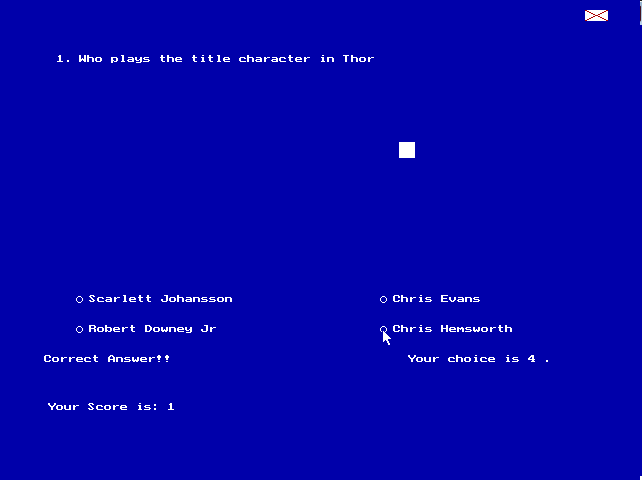 1. Who plays the title character in Thor
Scarlett Johansson
Chris Evans
Robert Downey Jr
Chris Hemsworth
Correct Answer!!
Your choice is 4 .
Your Score is: 1